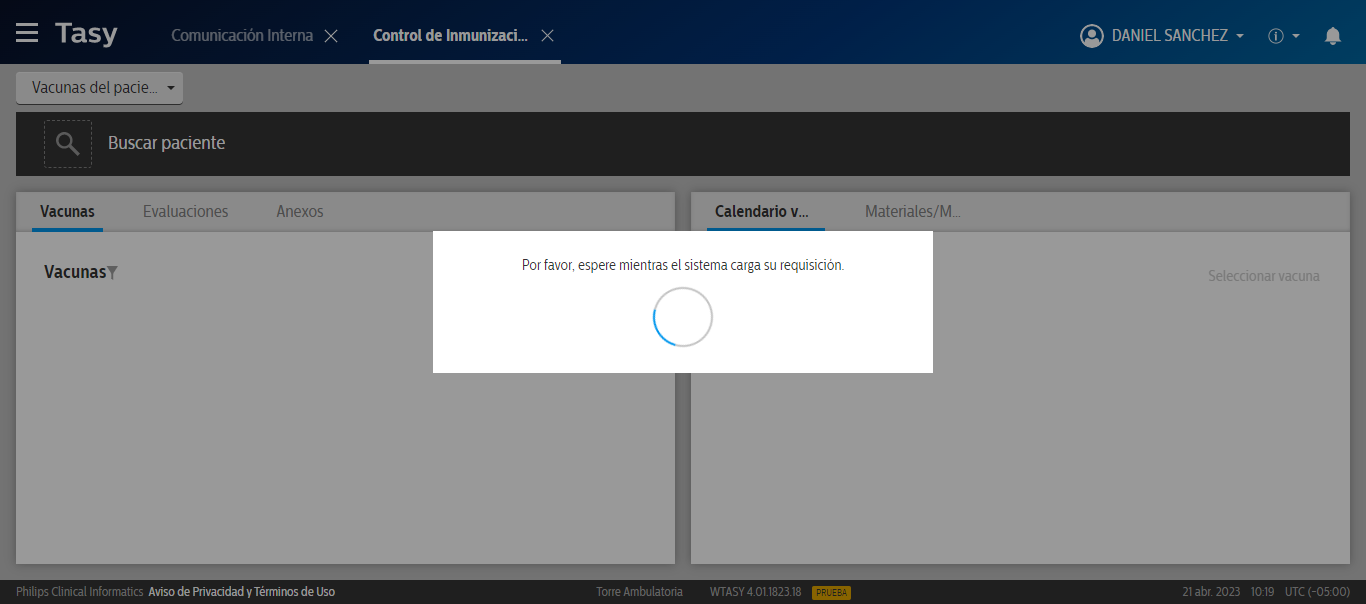 Tasy
Comunicación Interna
Control de Inmunizaci...
DANIEL SANCHEZ
Vacunas del pacie...
Buscar paciente
Vacunas
Evaluaciones
Anexos
Calendario v...
Materiales/M...
Por favor, espere mientras el sistema carga su requisición.
Vacunas
Seleccionar vacuna
Philips Clinical Informatics Aviso de Privacidad y Términos de Uso
Torre Ambulatoria
WTASY 4.01.1823.18
PRUEBA
21 abr. 2023 10:19 UTC (-05:00)